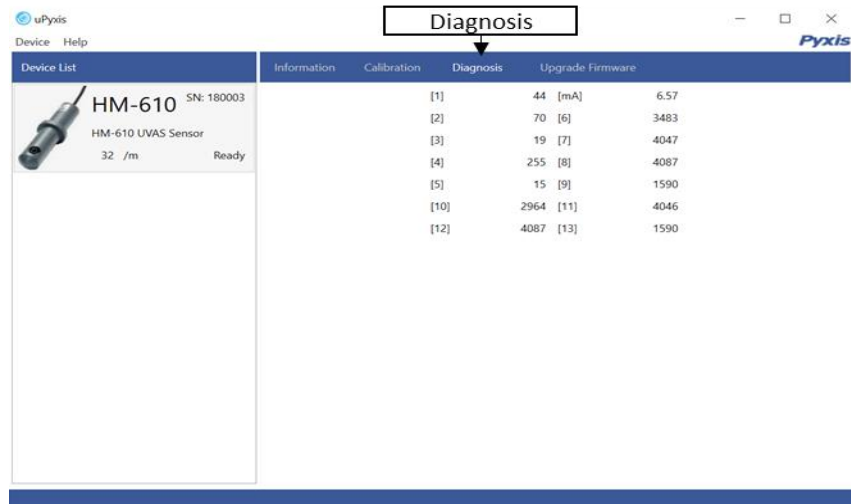 Diagnosis
uPyxis
Device Help
Pyxis
Device List
Information Calibration Diagnosis Upgrade Firmware
HM-610 SN: 180003
HM-610 UVAS Sensor
32 /m Ready
[1] 44 [mA] 6.57
[2] 70 [6] 3483
[3] 19 [7] 4047
[4] 255 [8] 4087
[5] 15 [9] 1590
[10] 2964 [11] 4046
[12] 4087 [13] 1590